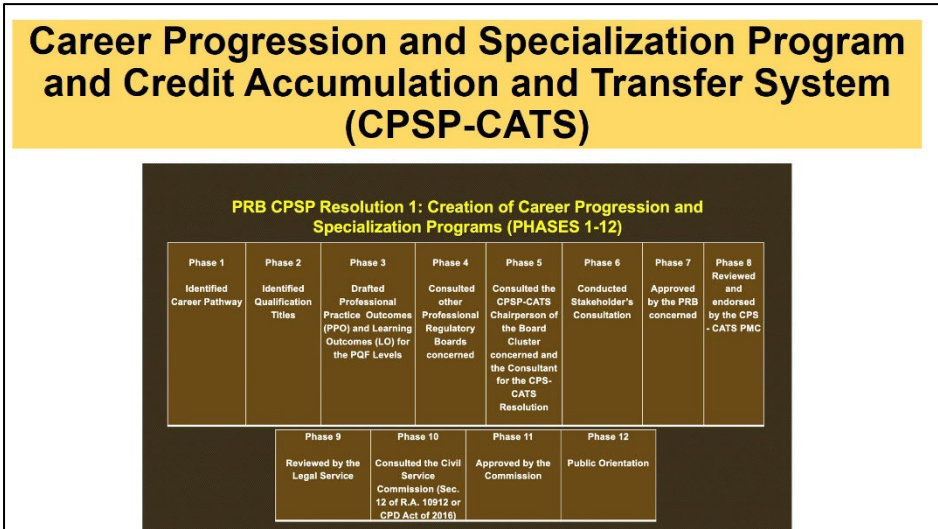 Career Progression and Specialization Program
and Credit Accumulation and Transfer System
(CPSP-CATS)
PRB CPSP Resolution 1: Creation of Career Progression and
Specialization Programs (PHASES 1-12)
Phase 1
Identified
Career Pathway
Phase 2
Identified
Qualification
Titles
Phase 3
Drafted
Professional
Practice Outcomes
(PPO) and Learning
Outcomes (LO) for
the PQF Levels
Phase 4
Consulted
other
Professional
Regulatory
Boards
concerned
Phase 5
Consulted the
CPSP-CATS
Chairperson of
the Board
Cluster
concerned and
the Consultant
for the CPS-
CATS
Resolution
Phase 6
Conducted
Stakeholder's
Consultation
Phase 7
Approved
by the PRB
concerned
Phase 8
Reviewed
and
endorsed
by the CPS
- CATS PMC
Phase 9
Reviewed by the
Legal Service
Phase 10
Consulted the Civil
Service
Commission (Sec.
12 of R.A. 10912 or
CPD Act of 2016)
Phase 11
Approved by the
Commission
Phase 12
Public Orientation